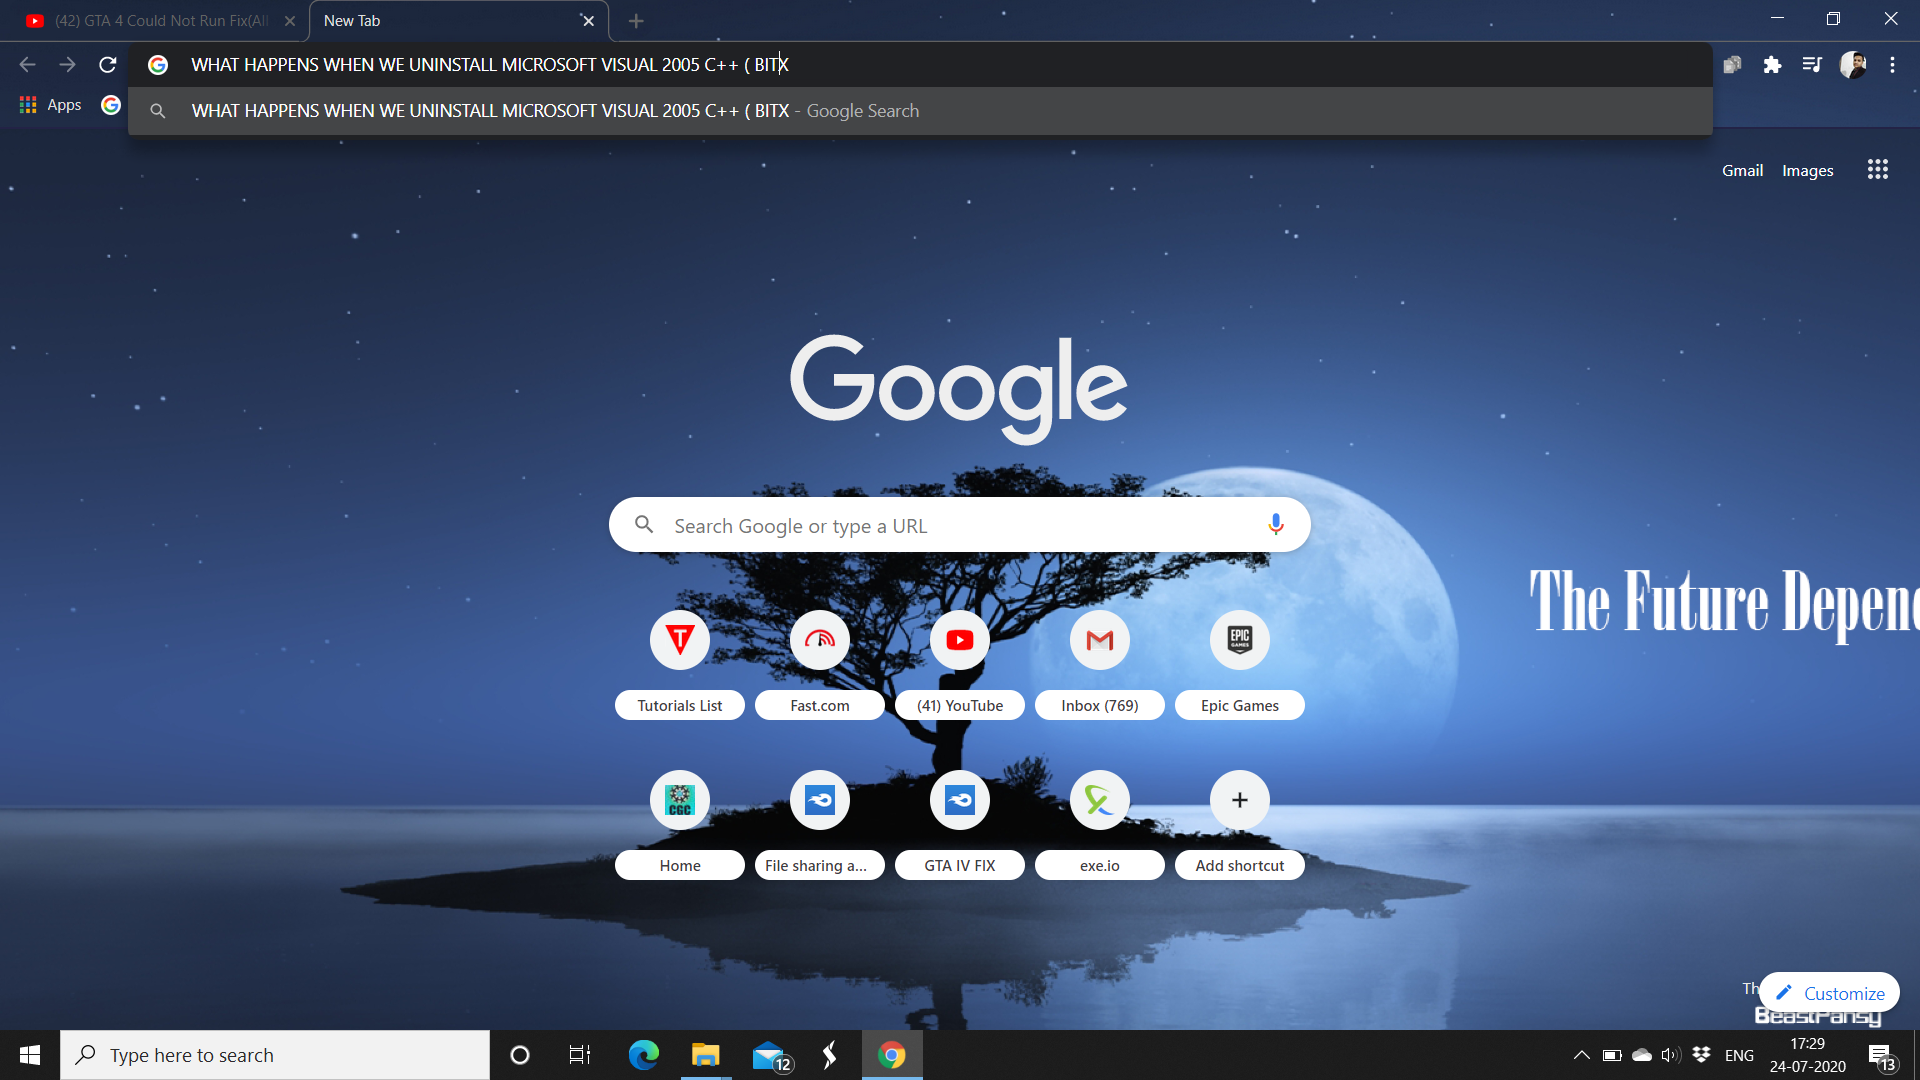 (42) GTA 4 Could Not Run Fix(All
New Tab
WHAT HAPPENS WHEN WE UNINSTALL MICROSOFT VISUAL 2005 C++ ( BITX
Apps
WHAT HAPPENS WHEN WE UNINSTALL MICROSOFT VISUAL 2005 C++ ( BITX - Google Search
Gmail Images
Google
Search Google or type a URL
The Future Depen
T
EPIC GAMES
Tutorials List
Fast.com
(41) YouTube
Inbox (769)
Epic Games
CGC
Home
File sharing a...
GTA IV FIX
exe.io
Add shortcut
Th
Customize
BeastPansy
Type here to search
12
ENG
17:29
24-07-2020
13